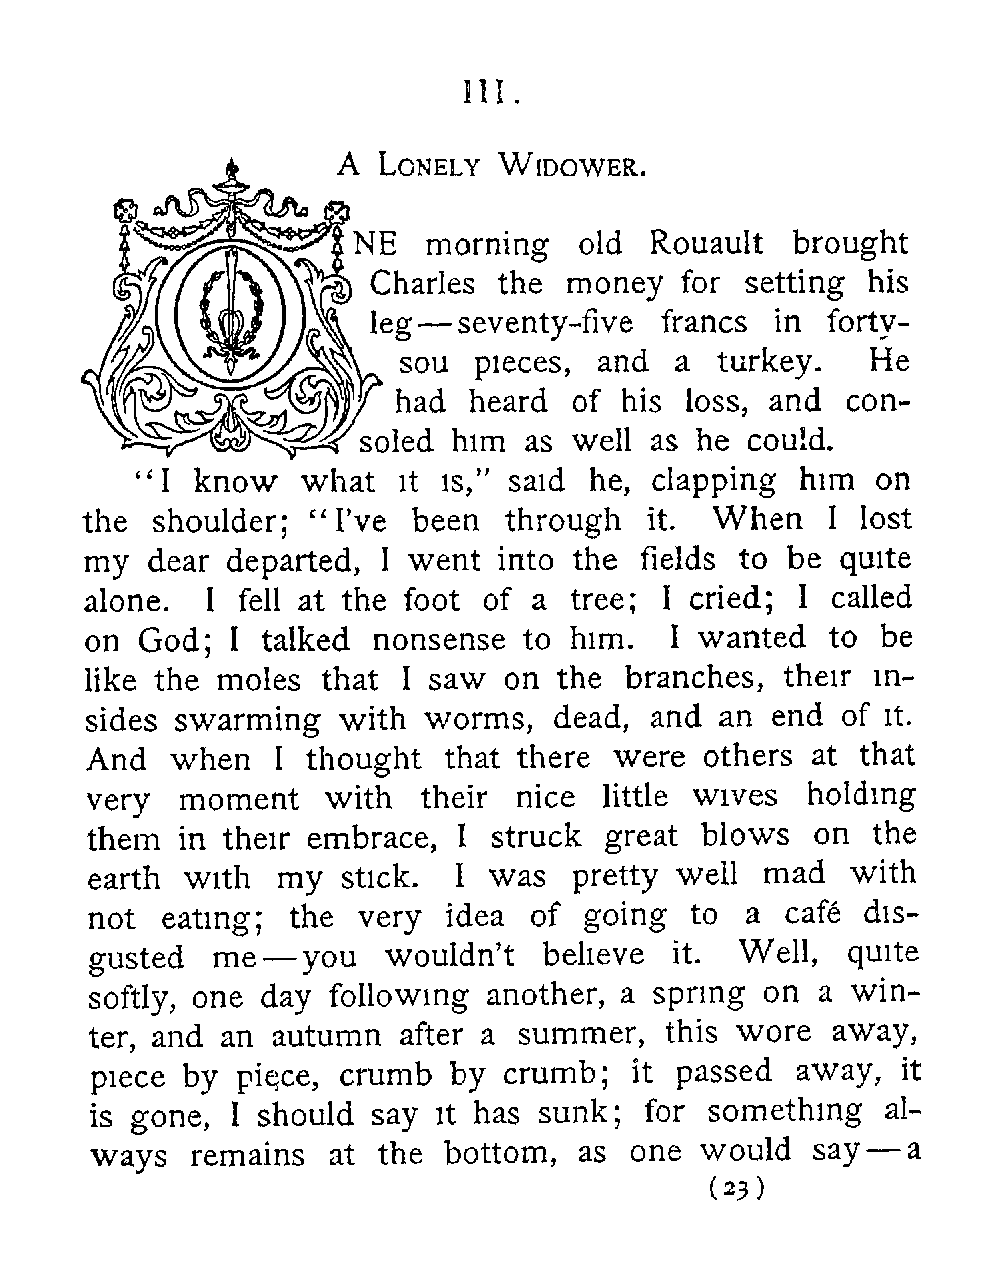 III.
A LONELY WIDOWER.
ONE morning old Rouault brought
Charles the money for setting his
leg—seventy-five francs in forty-
sou pieces, and a turkey. He
had heard of his loss, and con-
soled him as well as he could.
“I know what it is,” said he, clapping him on
the shoulder; “I’ve been through it. When I lost
my dear departed, I went into the fields to be quite
alone. I fell at the foot of a tree; I cried; I called
on God; I talked nonsense to him. I wanted to be
like the moles that I saw on the branches, their in-
sides swarming with worms, dead, and an end of it.
And when I thought that there were others at that
very moment with their nice little wives holding
them in their embrace, I struck great blows on the
earth with my stick. I was pretty well mad with
not eating; the very idea of going to a café dis-
gusted me—you wouldn’t believe it. Well, quite
softly, one day following another, a spring on a win-
ter, and an autumn after a summer, this wore away,
piece by piece, crumb by crumb; it passed away, it
is gone, I should say it has sunk; for something al-
ways remains at the bottom, as one would say—a
(23)